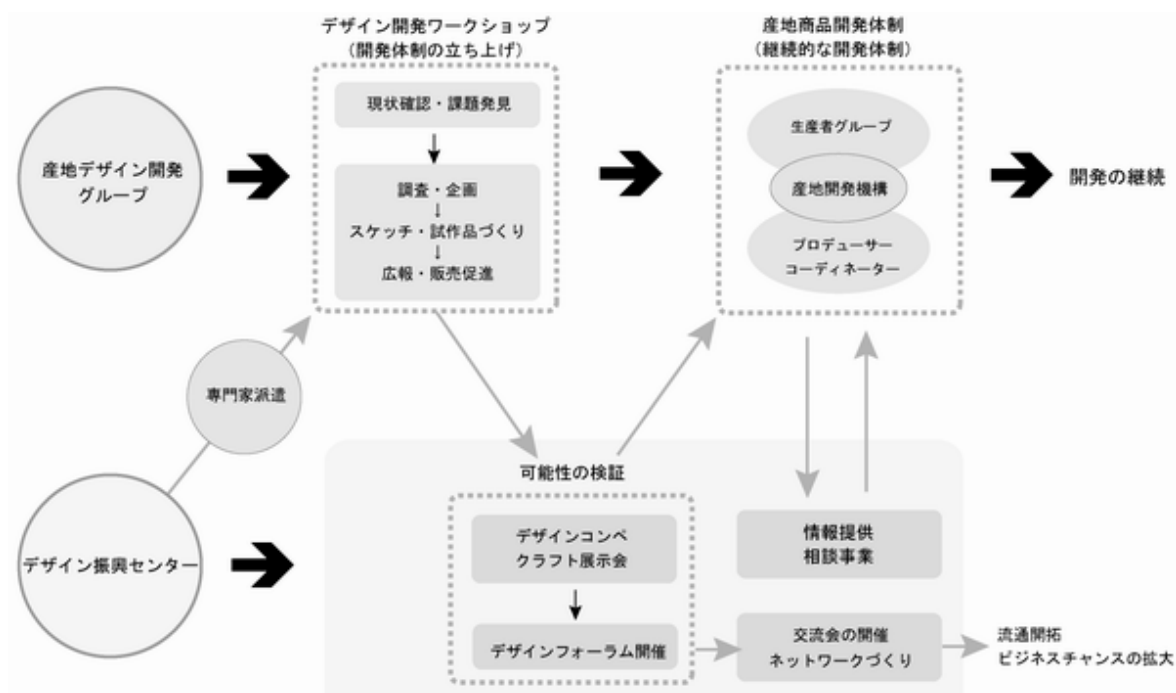 デザイン開発ワークショップ
（開発体制の立ち上げ）
産地商品開発体制
（継続的な開発体制）
産地デザイン開発
グループ
現状確認・課題発見
調査・企画
スケッチ・試作品づくり
広報・販売促進
生産者グループ
産地開発機構
プロデューサー
コーディネーター
開発の継続
専門家派遣
デザイン振興センター
可能性の検証
デザインコンペ
クラフト展示会
デザインフォーラム開催
情報提供
相談事業
交流会の開催
ネットワークづくり
流通開拓
ビジネスチャンスの拡大